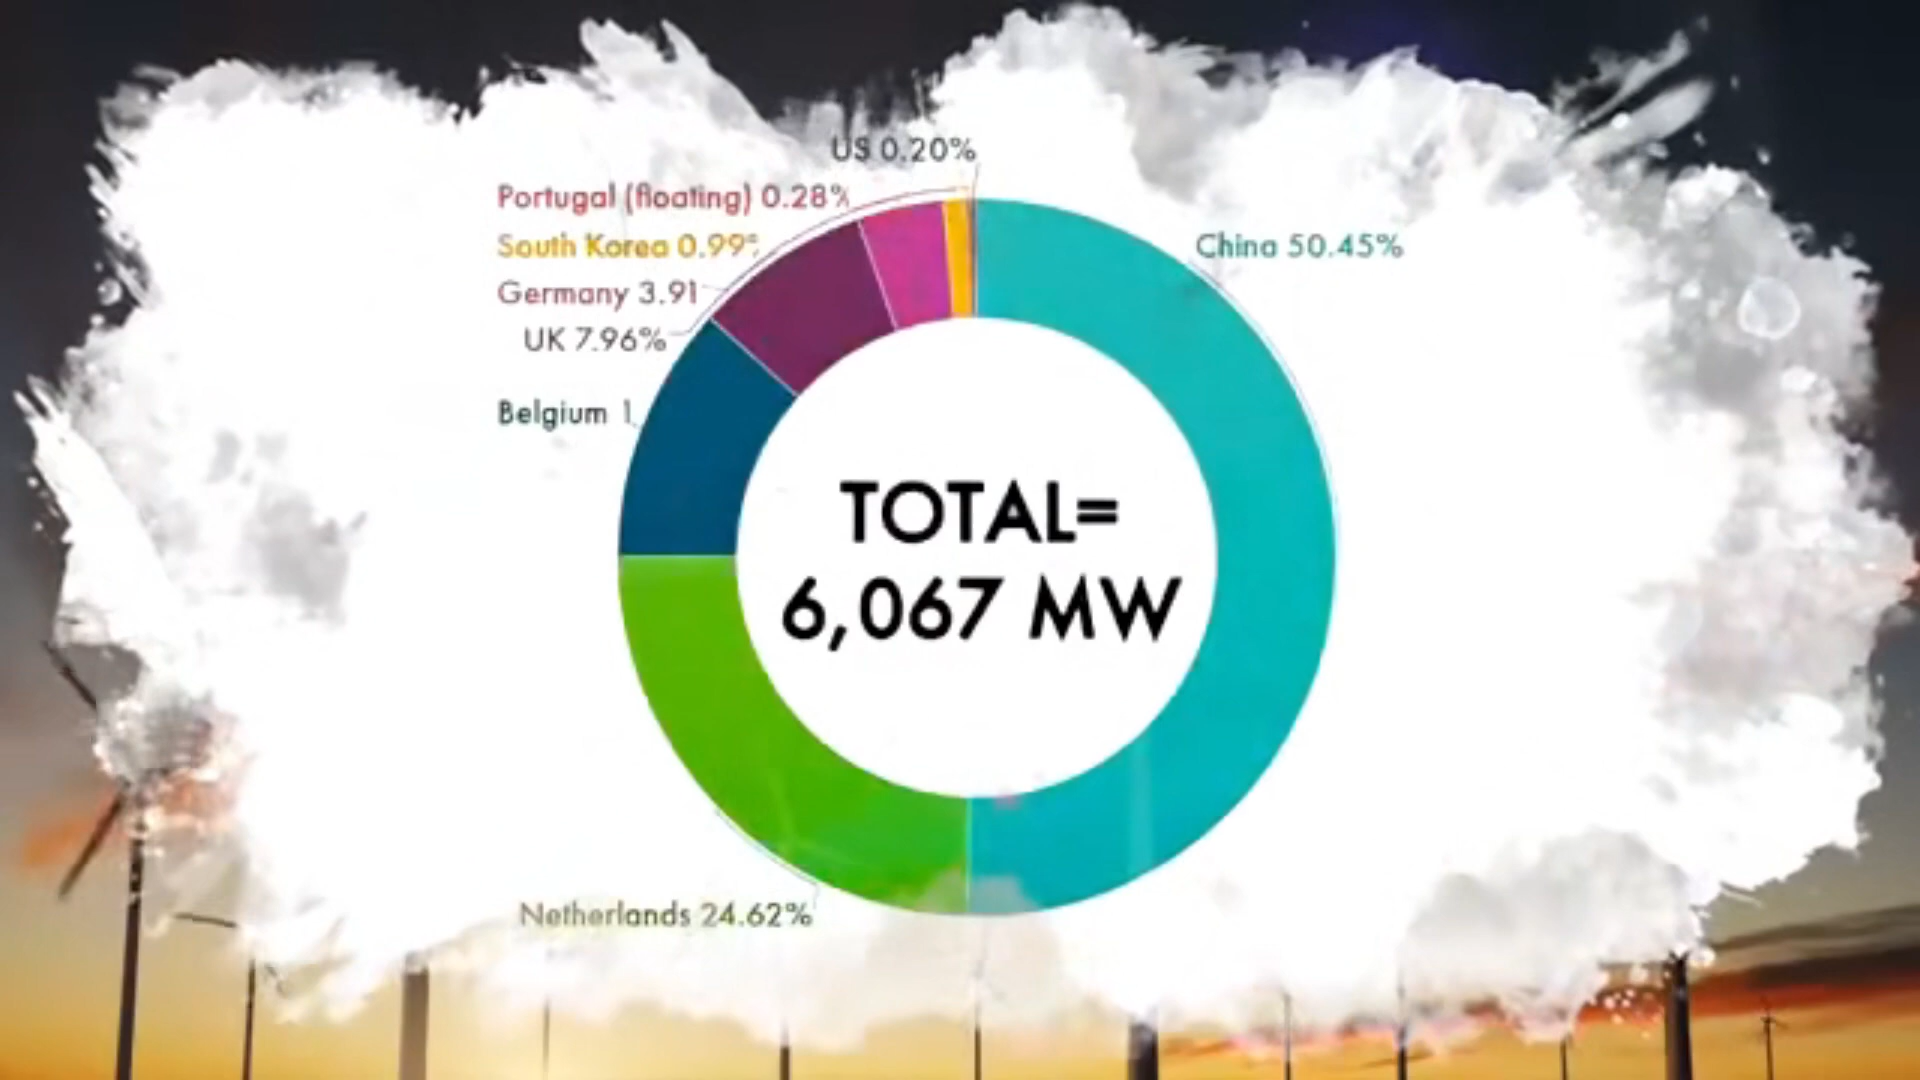 US 0.20%
Portugal (floating) 0.28%
South Korea 0.99%
China 50.45%
Germany 3.91
UK 7.96%
Belgium 1
TOTAL=
6,067 MW
Netherlands 24.62%